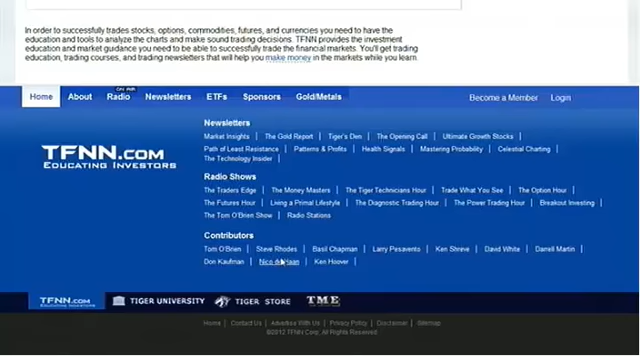 In order to successfully trades stocks, options, commodities, futures, and currencies you need to have the
education and tools to analyze the charts and make sound trading decisions. TFNN provides the investment
education and market guidance you need to be able to successfully trade the financial markets. You'll get trading
education, trading courses, and trading newsletters that will help you make money in the markets while you learn.
ON AIR
Home About Radio Newsletters ETFs Sponsors Gold/Metals Become a Member Login
Newsletters
Market Insights | The Gold Report | Tiger's Den | The Opening Call | Ultimate Growth Stocks |
Path of Least Resistance | Patterns & Profits | Health Signals | Mastering Probability | Celestial Charting |
The Technology Insider |
TFNN.COM
EDUCATING INVESTORS
Radio Shows
The Traders Edge | The Money Masters | The Tiger Technicians Hour | Trade What You See | The Option Hour |
The Futures Hour | Living a Primal Lifestyle | The Diagnostic Trading Hour | The Power Trading Hour | Breakout Investing |
The Tom O'Brien Show | Radio Stations
Contributors
Tom O'Brien | Steve Rhodes | Basil Chapman | Larry Pesavento | Ken Shreve | David White | Darrell Martin |
Don Kaufman | Nico | Ken Hoover |
TFNN.COM
EDUCATING INVESTORS
TIGER UNIVERSITY TIGER STORE TME
Home | Contact Us | Advertise With Us | Privacy Policy | Disclaimer | Sitemap
©2012 TFNN Corp. All Rights Reserved.